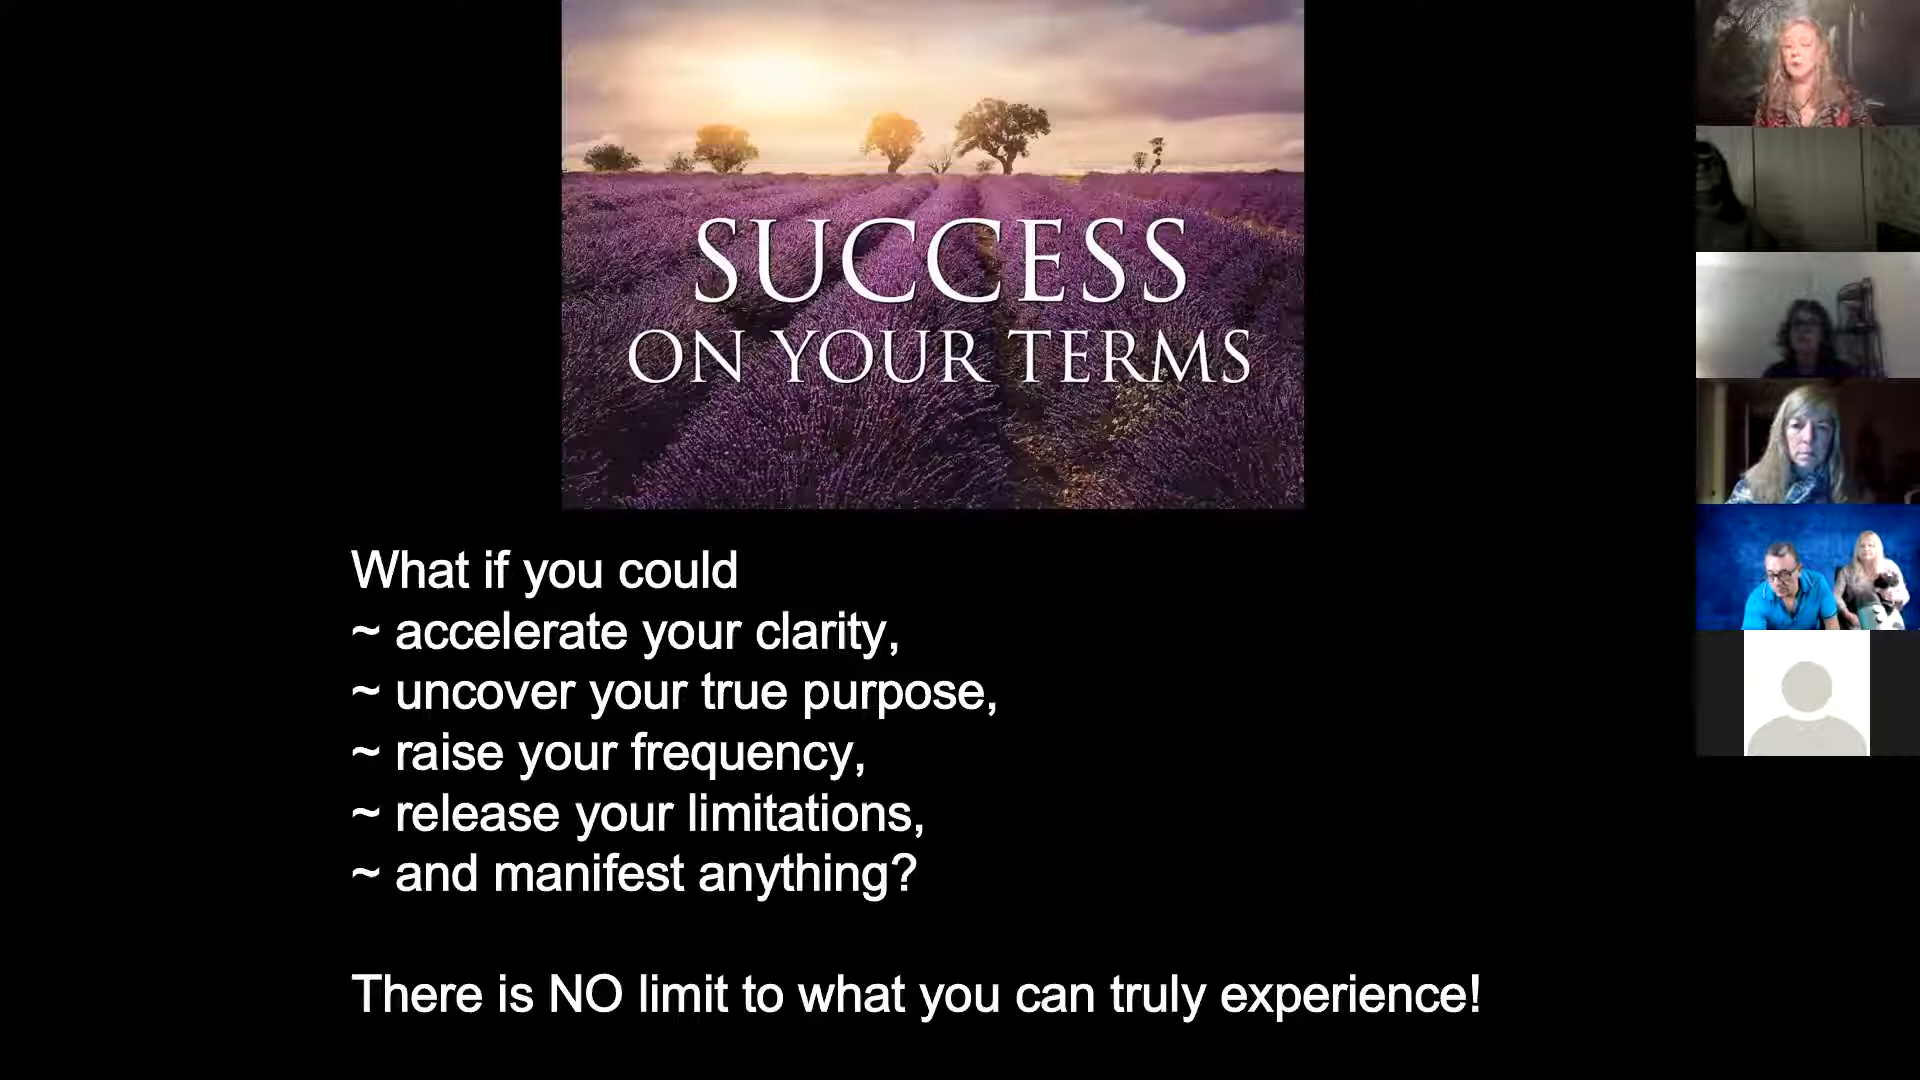 SUCCESS
ON YOUR TERMS
What if you could
~ accelerate your clarity,
~ uncover your true purpose,
~ raise your frequency,
~ release your limitations,
~ and manifest anything?
There is NO limit to what you can truly experience!